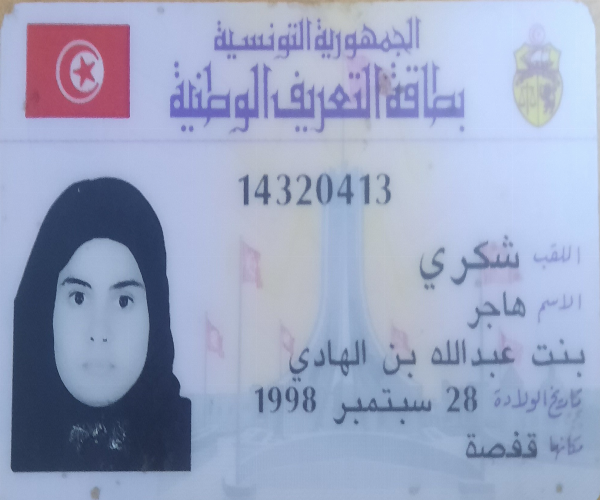 الجمهورية التونسية
بطاقة التعريف الوطنية
14320413
اللقب شكري
الاسم هاجر
بنت عبدالله بن الهادي
تاريخ الولادة 28 سبتمبر 1998
مكانها قفصة